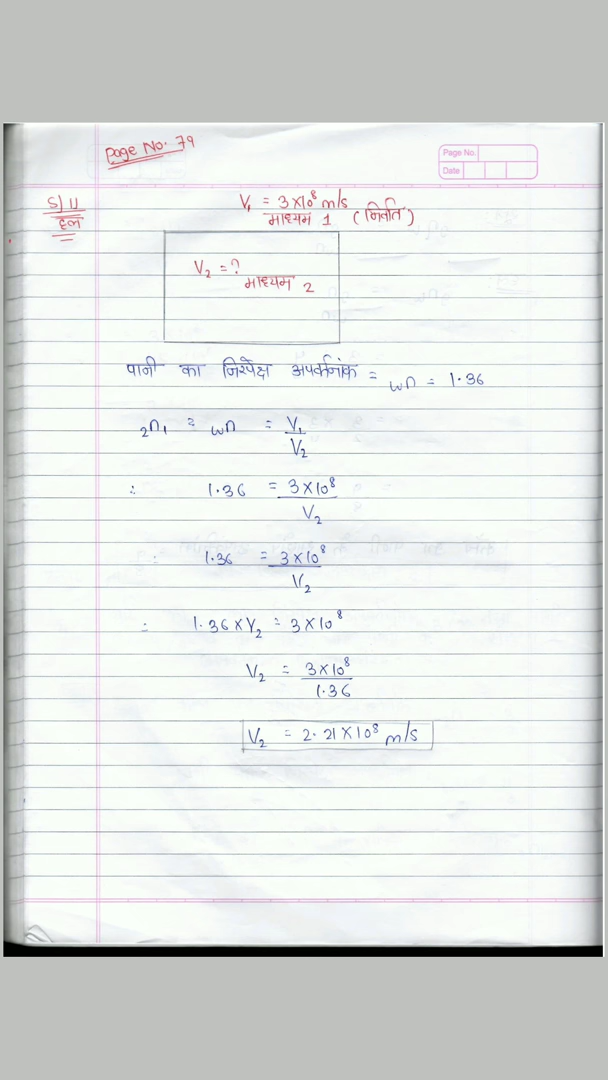 Page No. 79
Page No.
Date
5/11
हल
V₁ = 3×10⁸ m/s
माध्यम 1 (निर्वात)
V₂ = ?
माध्यम 2
पानी का निरपेक्ष अपवर्तनांक = wn = 1.36
₂n₁ = wn = V₁/V₂
∴ 1.36 = 3×10⁸/V₂
∴ 1.36 = 3×10⁸/V₂
∴ 1.36×V₂ = 3×10⁸
V₂ = 3×10⁸/1.36
V₂ = 2.21×10⁸ m/s